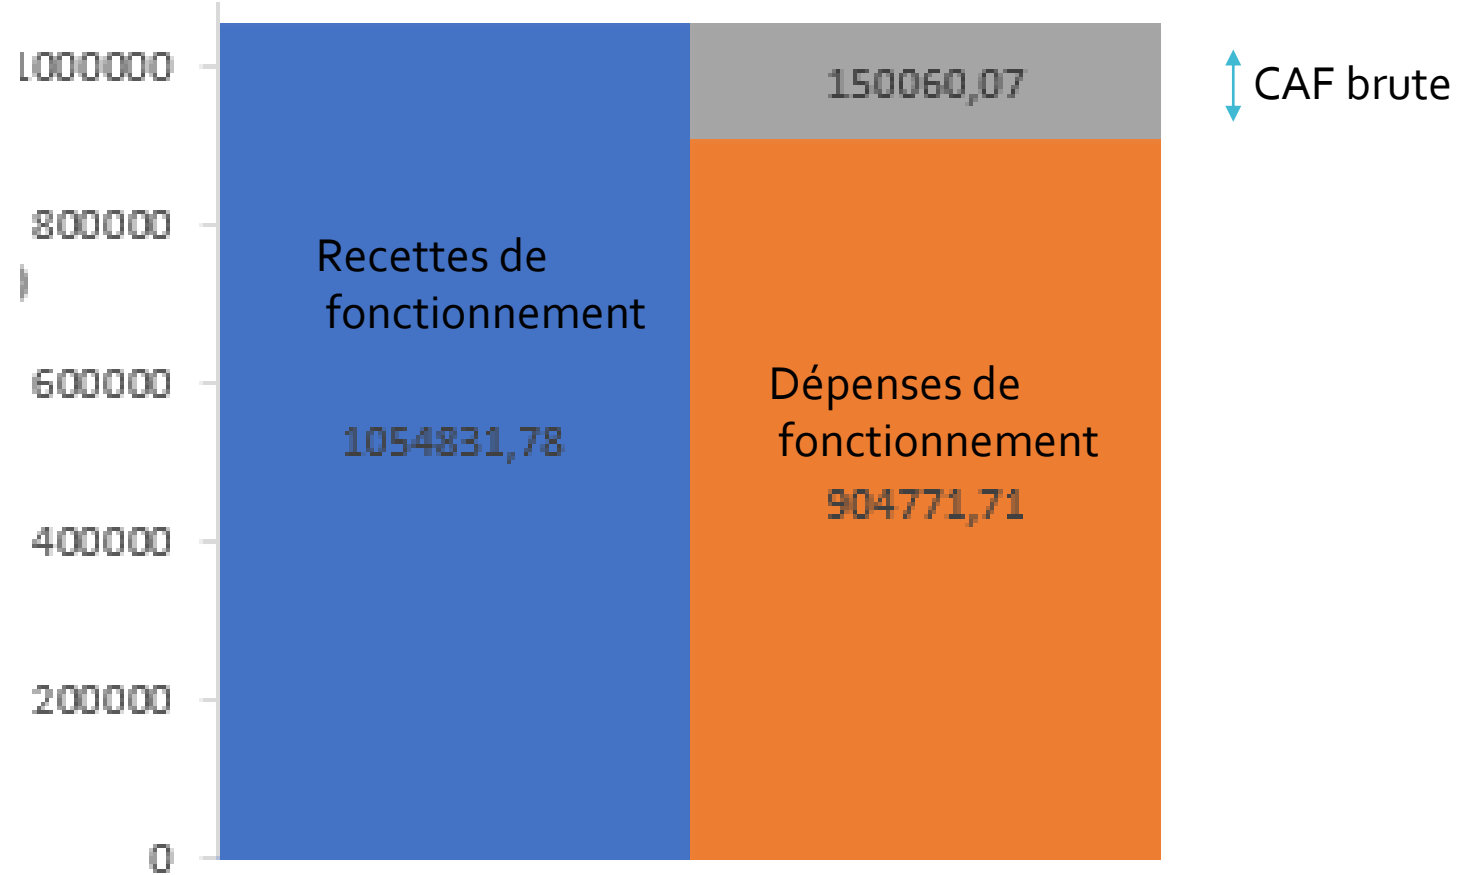 1000000
800000
600000
400000
200000
0
Recettes de
fonctionnement
1054831,78
150060,07
Dépenses de
fonctionnement
904771,71
CAF brute